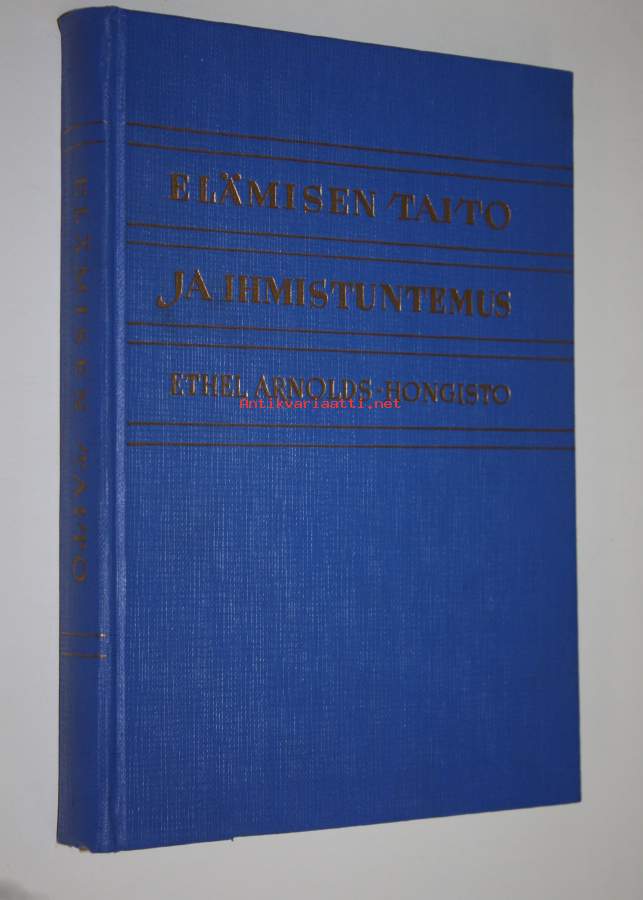 ELÄMISEN TAITO
ELÄMISEN TAITO
JA IHMISTUNTEMUS
ETHEL ARNOLDS-HONGISTO
Antikvariaatti.net